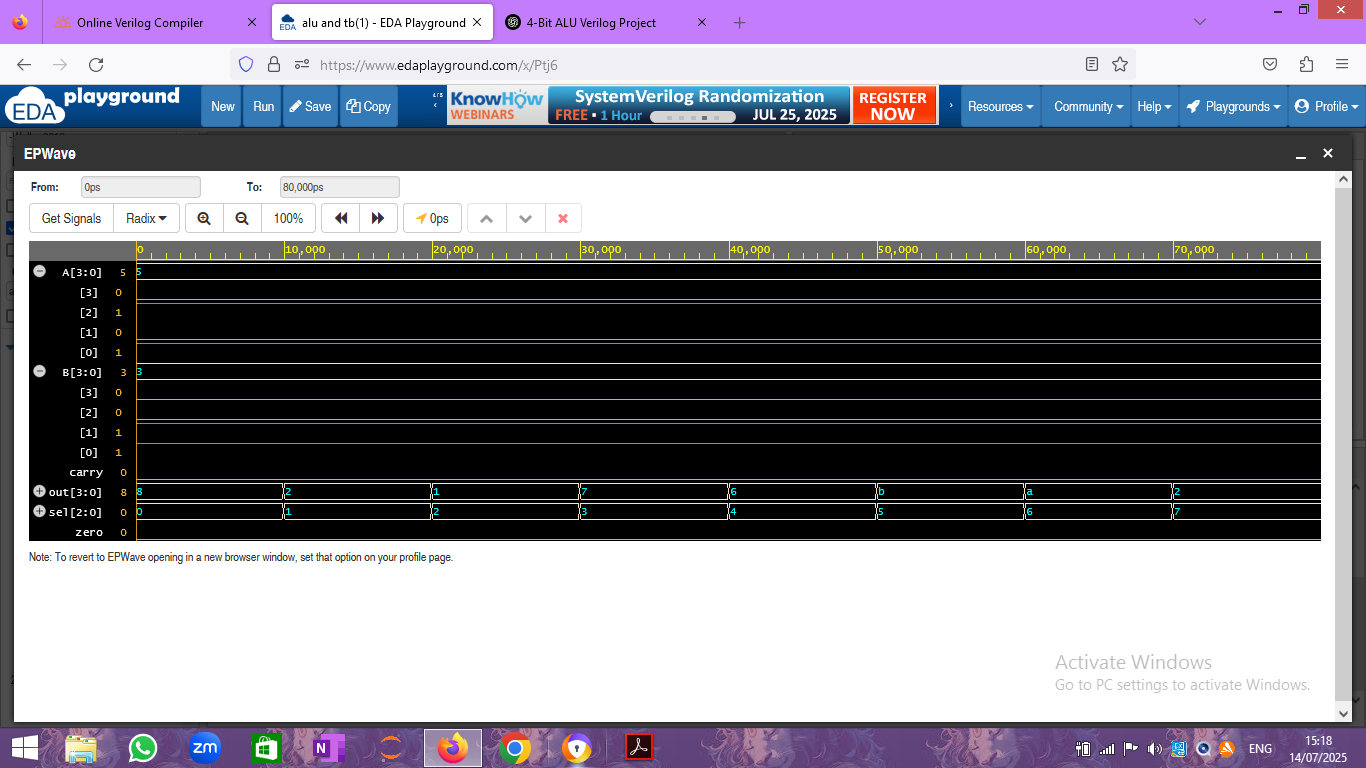 Online Verilog Compiler
alu and tb(1) - EDA Playground
4-Bit ALU Verilog Project
https://www.edaplayground.com/x/Ptj6
EDA playground
New
Run
Save
Copy
KnowHow WEBINARS
SystemVerilog Randomization
FREE • 1 Hour
JUL 25, 2025
REGISTER NOW
Resources
Community
Help
Playgrounds
Profile
EPWave
From: 0ps To: 80,000ps
Get Signals
Radix
100%
0ps
0 10,000 20,000 30,000 40,000 50,000 60,000 70,000
A[3:0] 5 5
[3] 0
[2] 1
[1] 0
[0] 1
B[3:0] 3 3
[3] 0
[2] 0
[1] 1
[0] 1
carry 0
out[3:0] 8 8 2 1 7 6 b a 2
sel[2:0] 0 0 1 2 3 4 5 6 7
zero 0
Note: To revert to EPWave opening in a new browser window, set that option on your profile page.
Activate Windows
Go to PC settings to activate Windows.
zm
N
ENG
15:18
14/07/2025